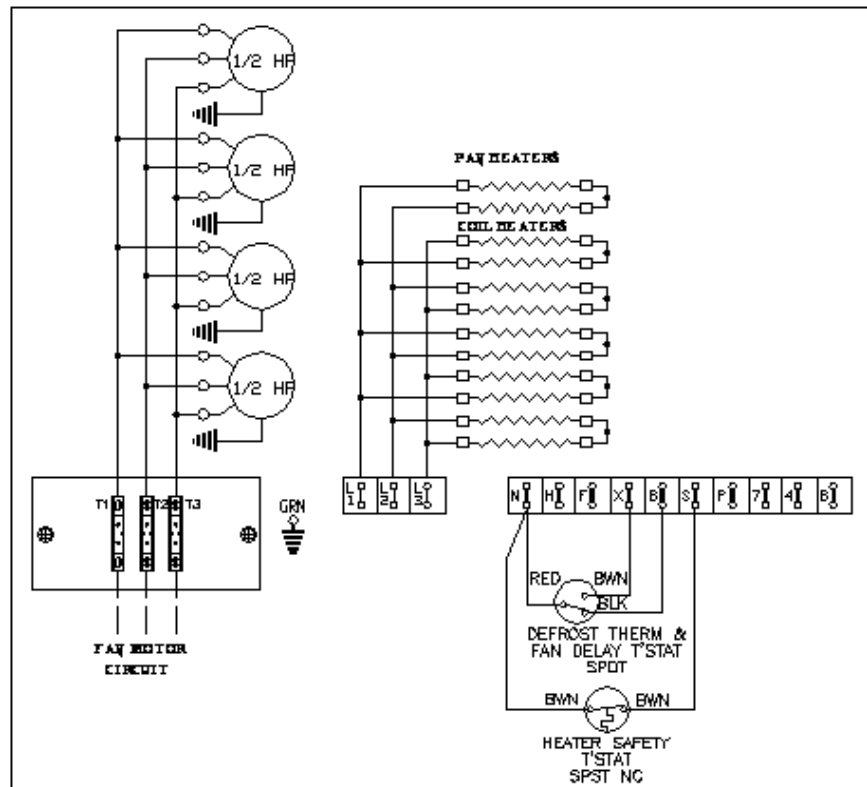 1/2 HP
1/2 HP
1/2 HP
1/2 HP
PAN HEATERS
COIL HEATERS
T1 T2 T3
GRN
L1 L2 L3
N H F X B S P 7 4 B
RED BWN
BLK
DEFROST THERM &
FAN DELAY T'STAT
SPDT
FAN MOTOR
CIRCUIT
BWN BWN
HEATER SAFETY
T'STAT
SPST NC